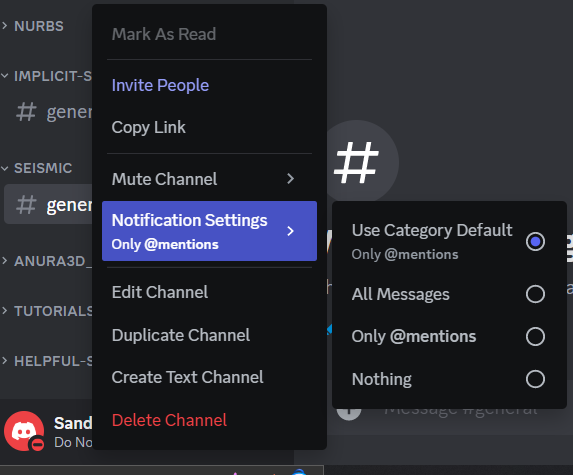 NURBS
IMPLICIT-S
# gener
SEISMIC
# gener
ANURA3D_
TUTORIALS
HELPFUL-S
Sand
Do No
Mark As Read
Invite People
Copy Link
Mute Channel
Notification Settings
Only @mentions
Edit Channel
Duplicate Channel
Create Text Channel
Delete Channel
#
Use Category Default
Only @mentions
All Messages
Only @mentions
Nothing
Message #general